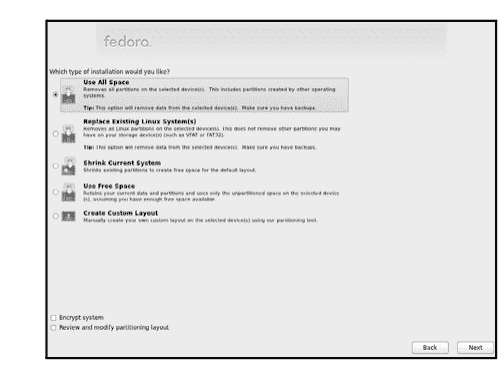 fedora.
Which type of installation would you like?
Use All Space
Removes all partitions on the selected device(s). This includes partitions created by other operating
systems.
Tip: This option will remove data from the selected device(s). Make sure you have backups.
Replace Existing Linux System(s)
Removes all Linux partitions on the selected device(s). This does not remove other partitions you may
have on your storage device(s) (such as VFAT or FAT32).
Tip: This option will remove data from the selected device(s). Make sure you have backups.
Shrink Current System
Shrinks existing partitions to create free space for the default layout.
Use Free Space
Retains your current data and partitions and uses only the unpartitioned space on the selected device
(s), assuming you have enough free space available.
Create Custom Layout
Manually create your own custom layout on the selected device(s) using our partitioning tool.
Encrypt system
Review and modify partitioning layout
Back Next